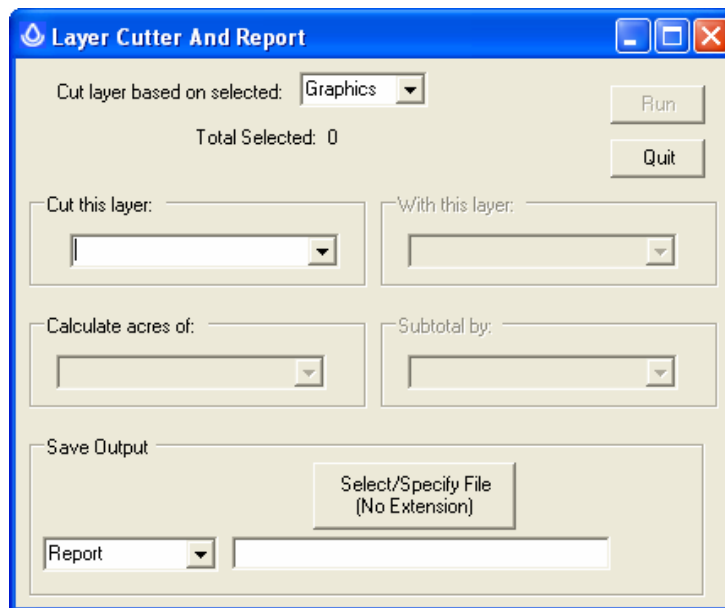 Layer Cutter And Report
Cut layer based on selected: Graphics
Run
Total Selected: 0
Quit
Cut this layer:
With this layer:
Calculate acres of:
Subtotal by:
Save Output
Select/Specify File
(No Extension)
Report